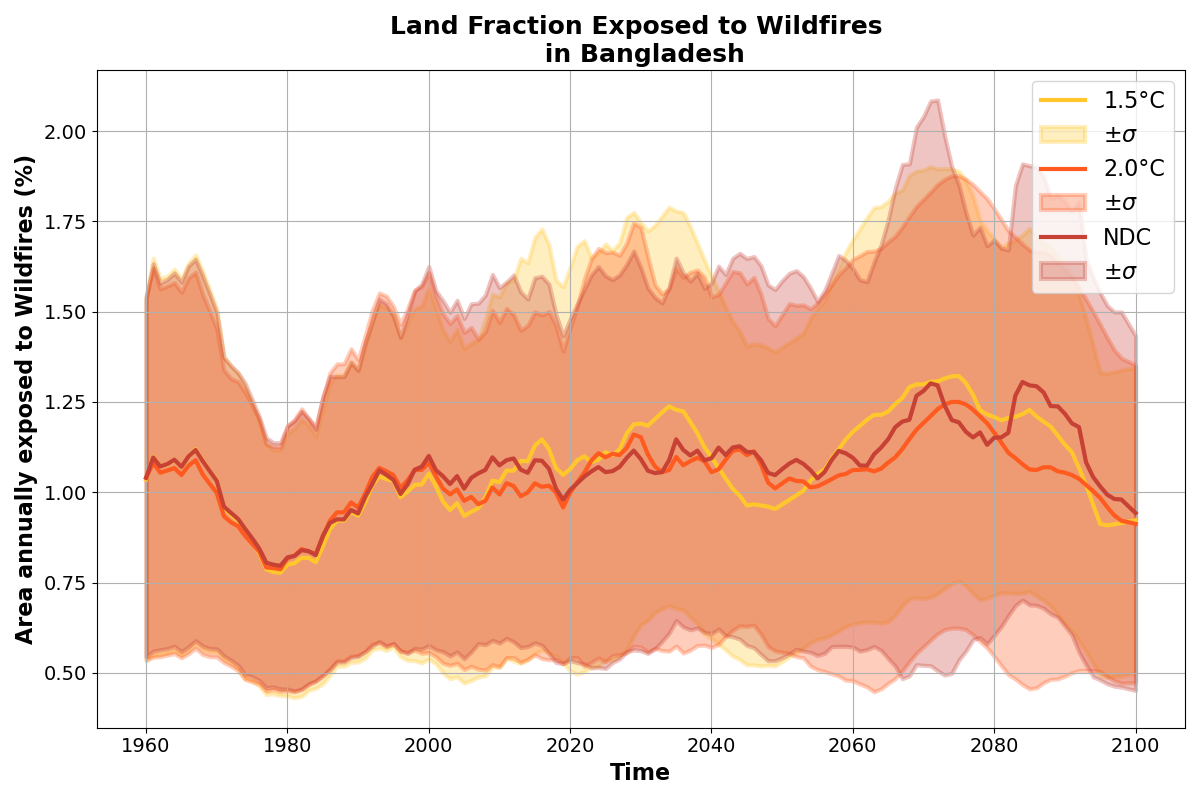 Land Fraction Exposed to Wildfires
in Bangladesh
Area annually exposed to Wildfires (%)
2.00
1.75
1.50
1.25
1.00
0.75
0.50
1960
1980
2000
2020
2040
2060
2080
2100
Time
1.5°C
±σ
2.0°C
±σ
NDC
±σ